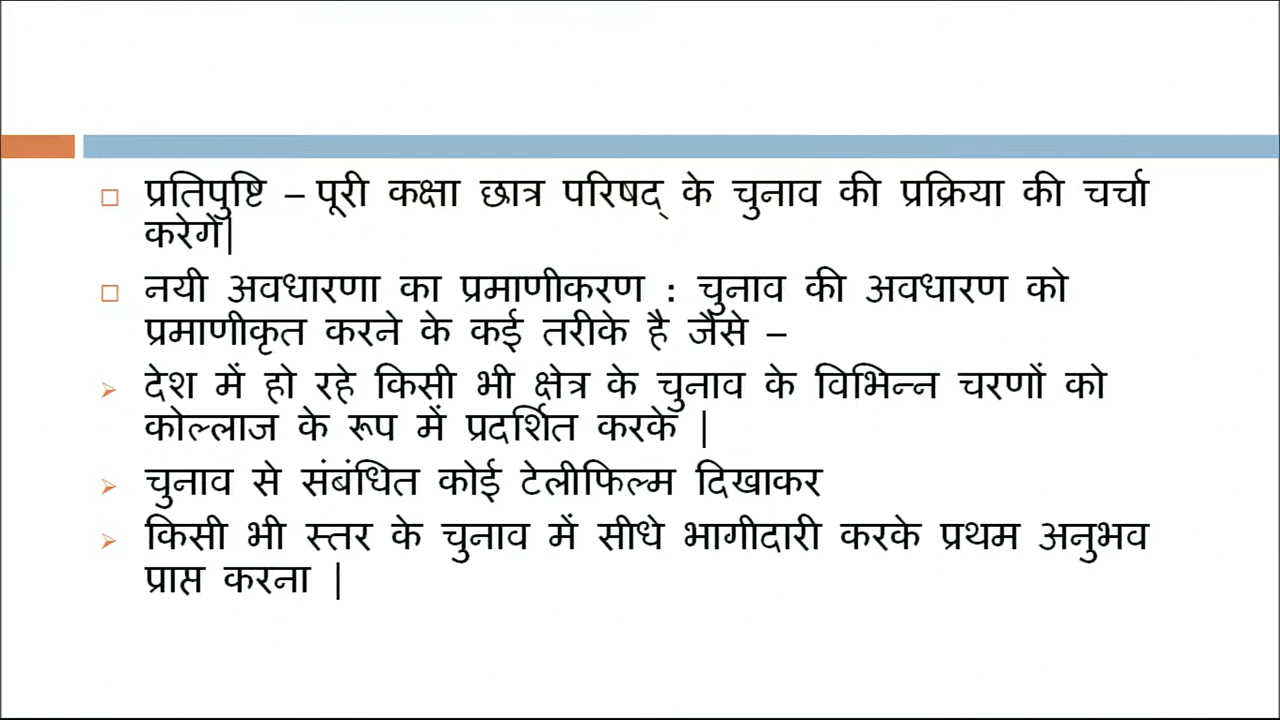 प्रतिपुष्टि – पूरी कक्षा छात्र परिषद् के चुनाव की प्रक्रिया की चर्चा
करेगें|
नयी अवधारणा का प्रमाणीकरण : चुनाव की अवधारण को
प्रमाणीकृत करने के कई तरीके है जैसे –
देश में हो रहे किसी भी क्षेत्र के चुनाव के विभिन्न चरणों को
कोल्लाज के रूप में प्रदर्शित करके |
चुनाव से संबंधित कोई टेलीफिल्म दिखाकर
किसी भी स्तर के चुनाव में सीधे भागीदारी करके प्रथम अनुभव
प्राप्त करना |